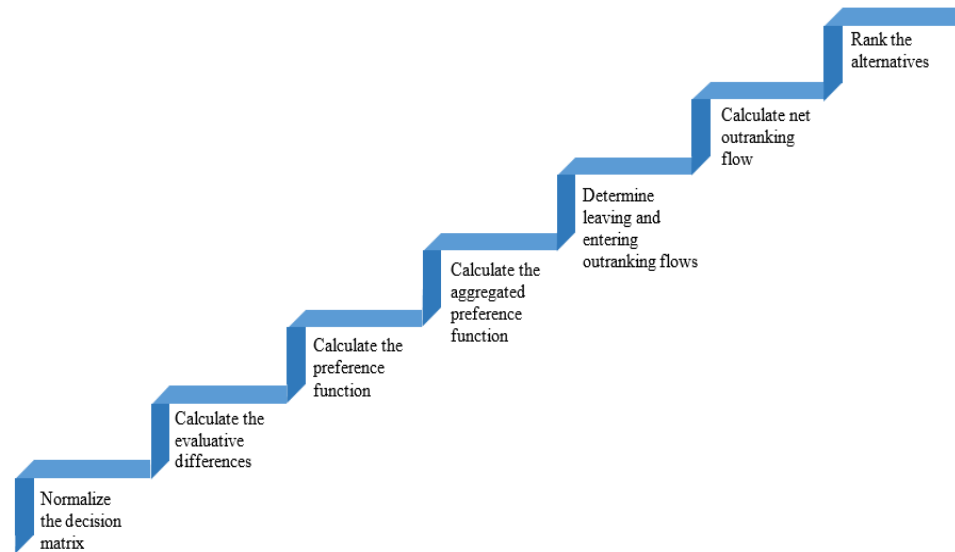 Normalize
the decision
matrix
Calculate the
evaluative
differences
Calculate the
preference
function
Calculate the
aggregated
preference
function
Determine
leaving and
entering
outranking flows
Calculate net
outranking
flow
Rank the
alternatives